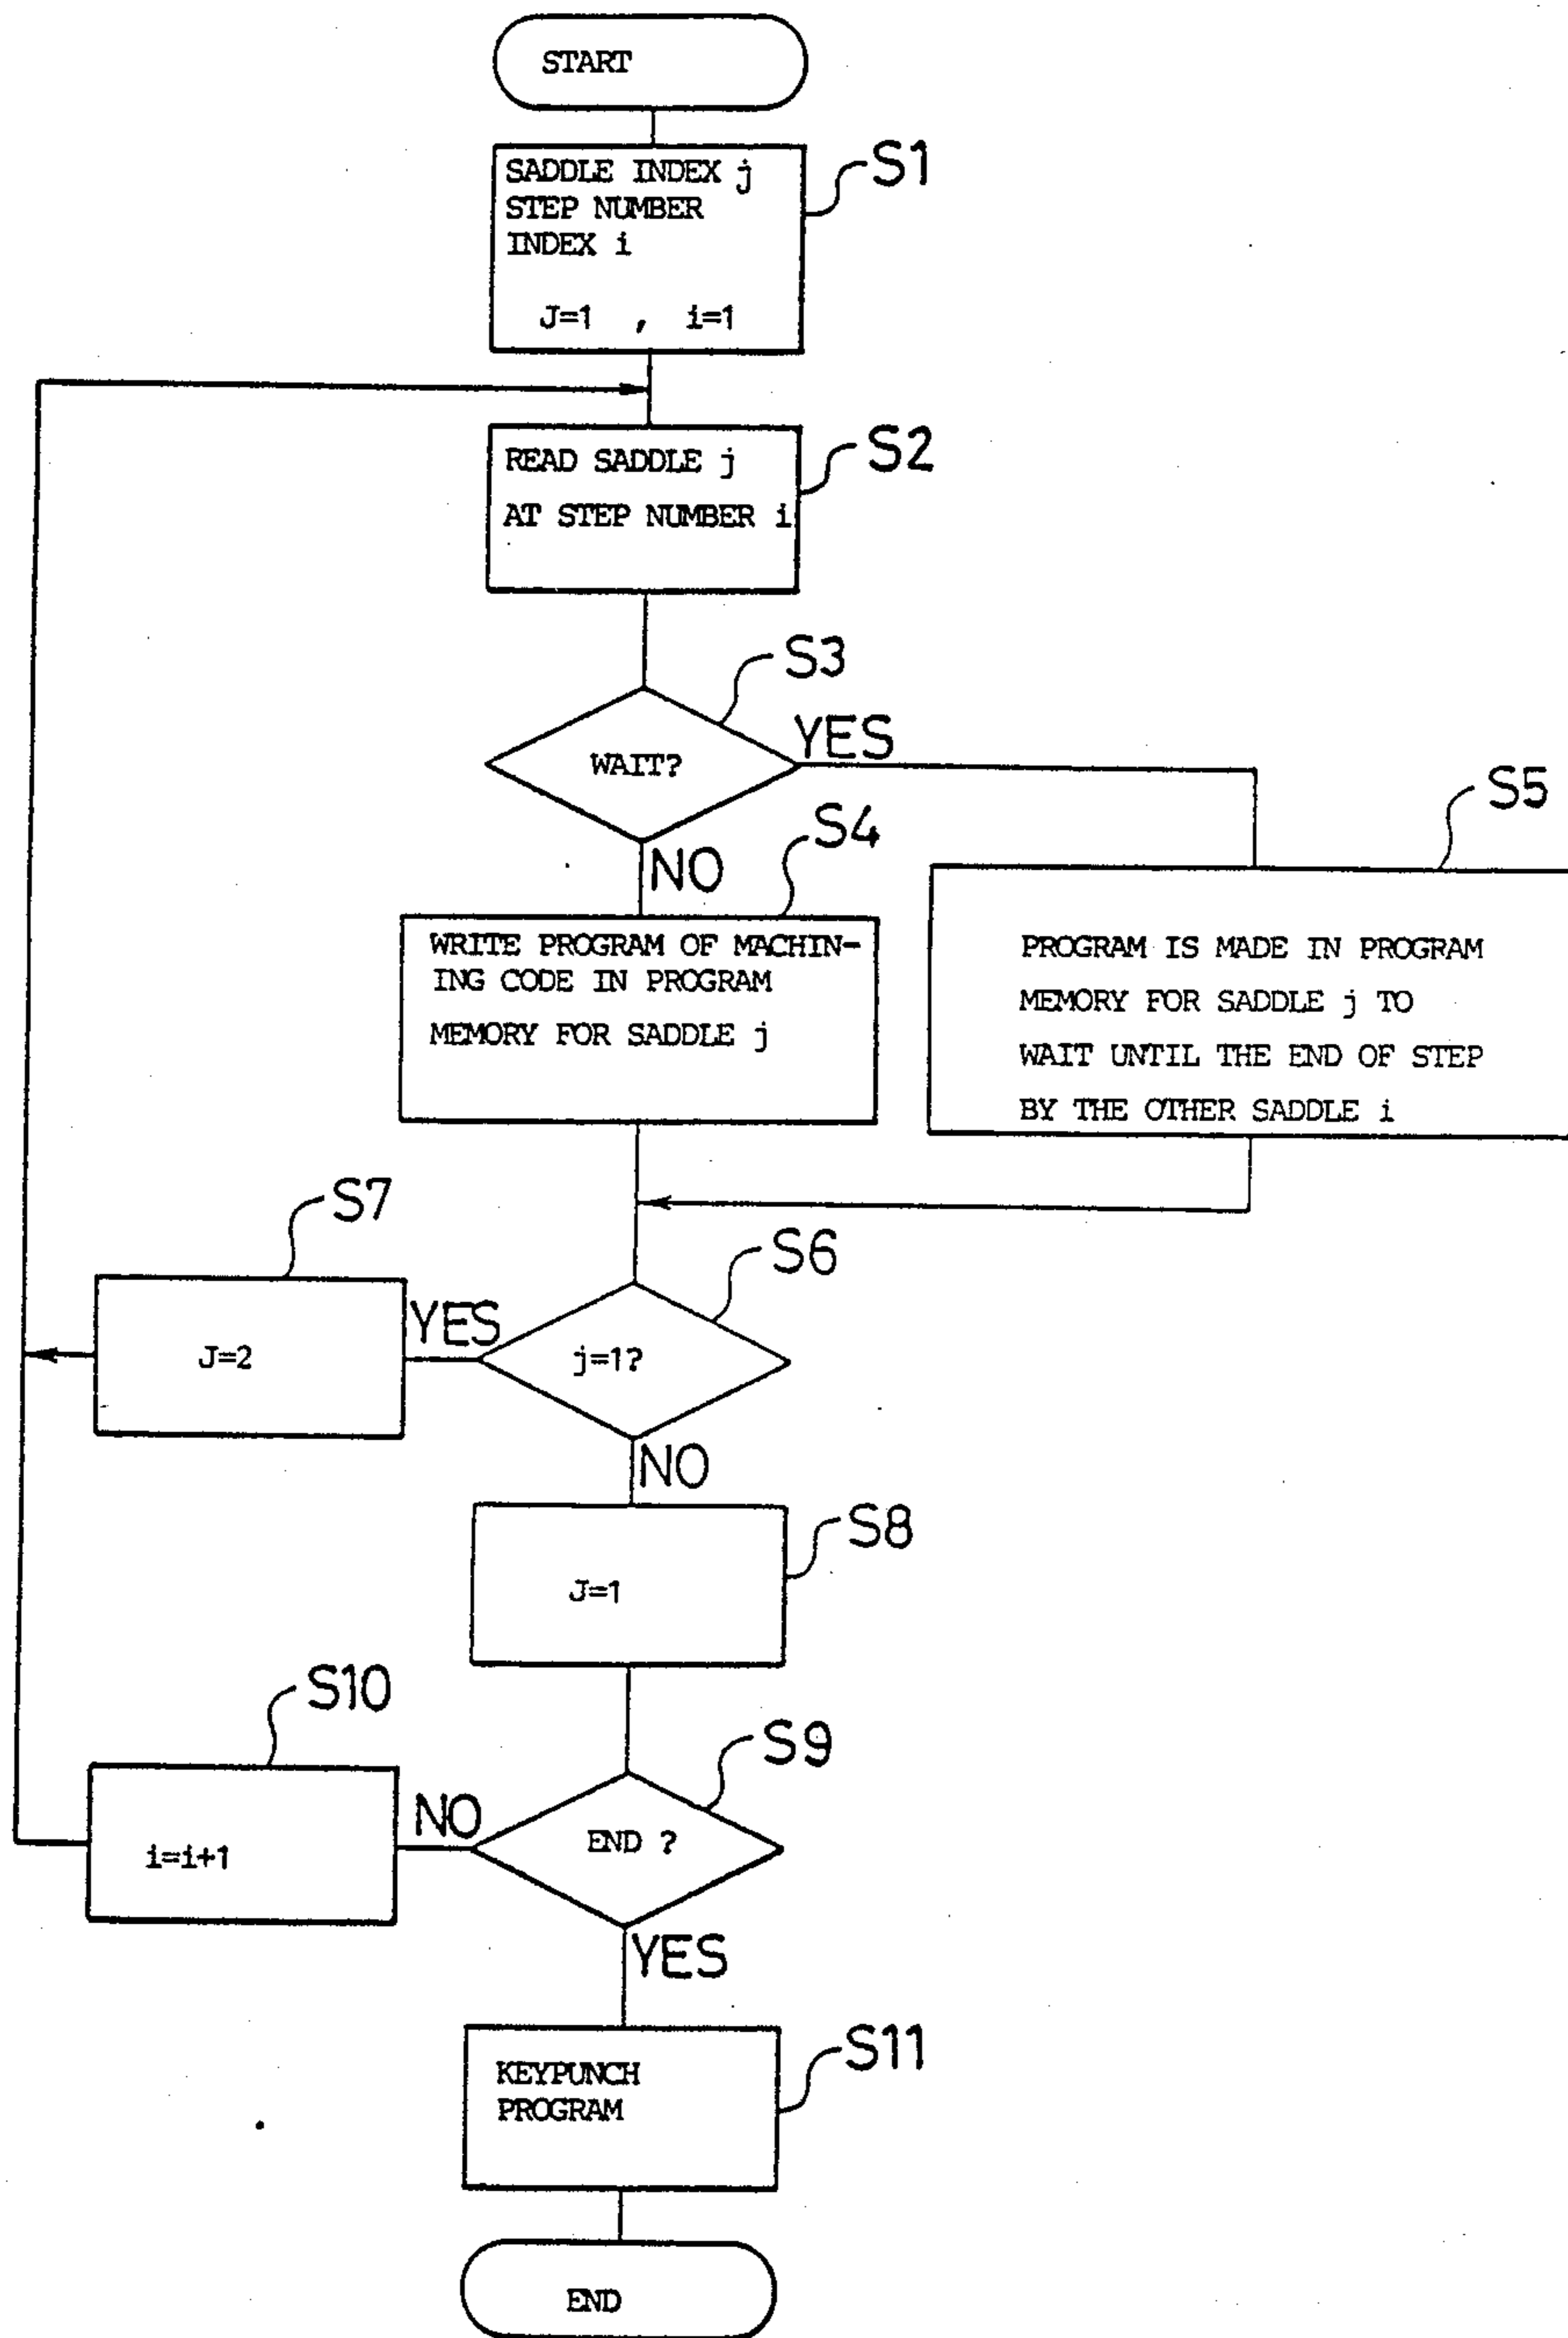 START
S1
SADDLE INDEX j
STEP NUMBER
INDEX i
J=1 , i=1
S2
READ SADDLE j
AT STEP NUMBER i
S3
WAIT?
YES
NO
S4
WRITE PROGRAM OF MACHIN-
ING CODE IN PROGRAM
MEMORY FOR SADDLE j
S5
PROGRAM IS MADE IN PROGRAM
MEMORY FOR SADDLE j TO
WAIT UNTIL THE END OF STEP
BY THE OTHER SADDLE i
S6
j=1?
YES
S7
J=2
NO
S8
J=1
S9
END ?
NO
S10
i=i+1
YES
S11
KEYPUNCH
PROGRAM
END